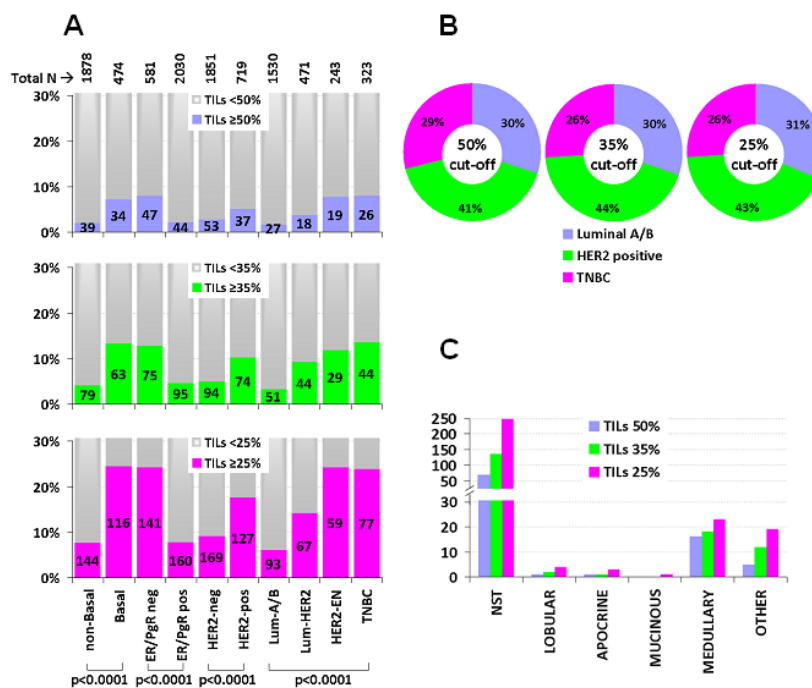 A
Total N → 1878 474 581 2030 1851 719 1530 471 243 323
30%
20%
10%
0%
TILs <50%
TILs ≥50%
39 34 47 44 53 37 27 18 19 26
30%
20%
10%
0%
TILs <35%
TILs ≥35%
79 63 75 95 94 74 51 44 29 44
30%
20%
10%
0%
TILs <25%
TILs ≥25%
144 116 141 160 169 127 93 67 59 77
non-Basal
Basal
ER/PgR neg
ER/PgR pos
HER2-neg
HER2-pos
Lum-A/B
Lum-HER2
HER2-EN
TNBC
p<0.0001 p<0.0001 p<0.0001 p<0.0001
B
29% 30% 41%
50%
cut-off
26% 30% 44%
35%
cut-off
26% 31% 43%
25%
cut-off
Luminal A/B
HER2 positive
TNBC
C
250
200
150
100
50
30
20
10
0
TILs 50%
TILs 35%
TILs 25%
NST
LOBULAR
APOCRINE
MUCINOUS
MEDULLARY
OTHER